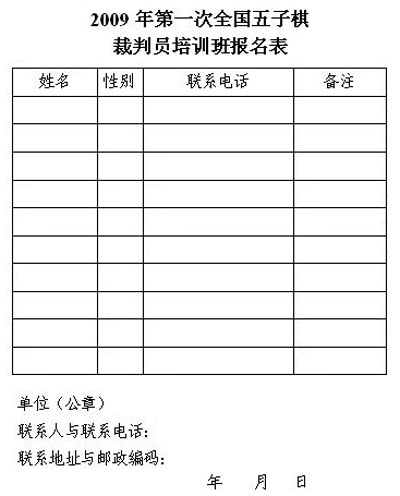 2009 年第一次全国五子棋
裁判员培训班报名表
姓名 性别 联系电话 备注
单位（公章）
联系人与联系电话：
联系地址与邮政编码：
年 月 日